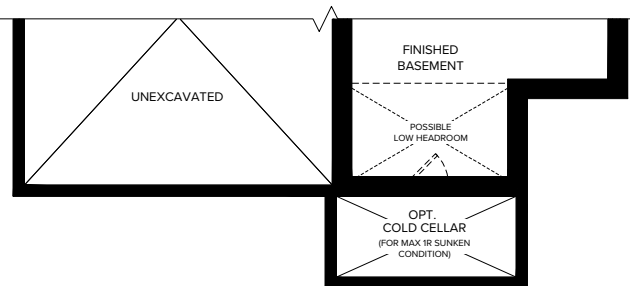 FINISHED
BASEMENT
UNEXCAVATED
POSSIBLE
LOW HEADROOM
OPT.
COLD CELLAR
(FOR MAX 1R SUNKEN
CONDITION)